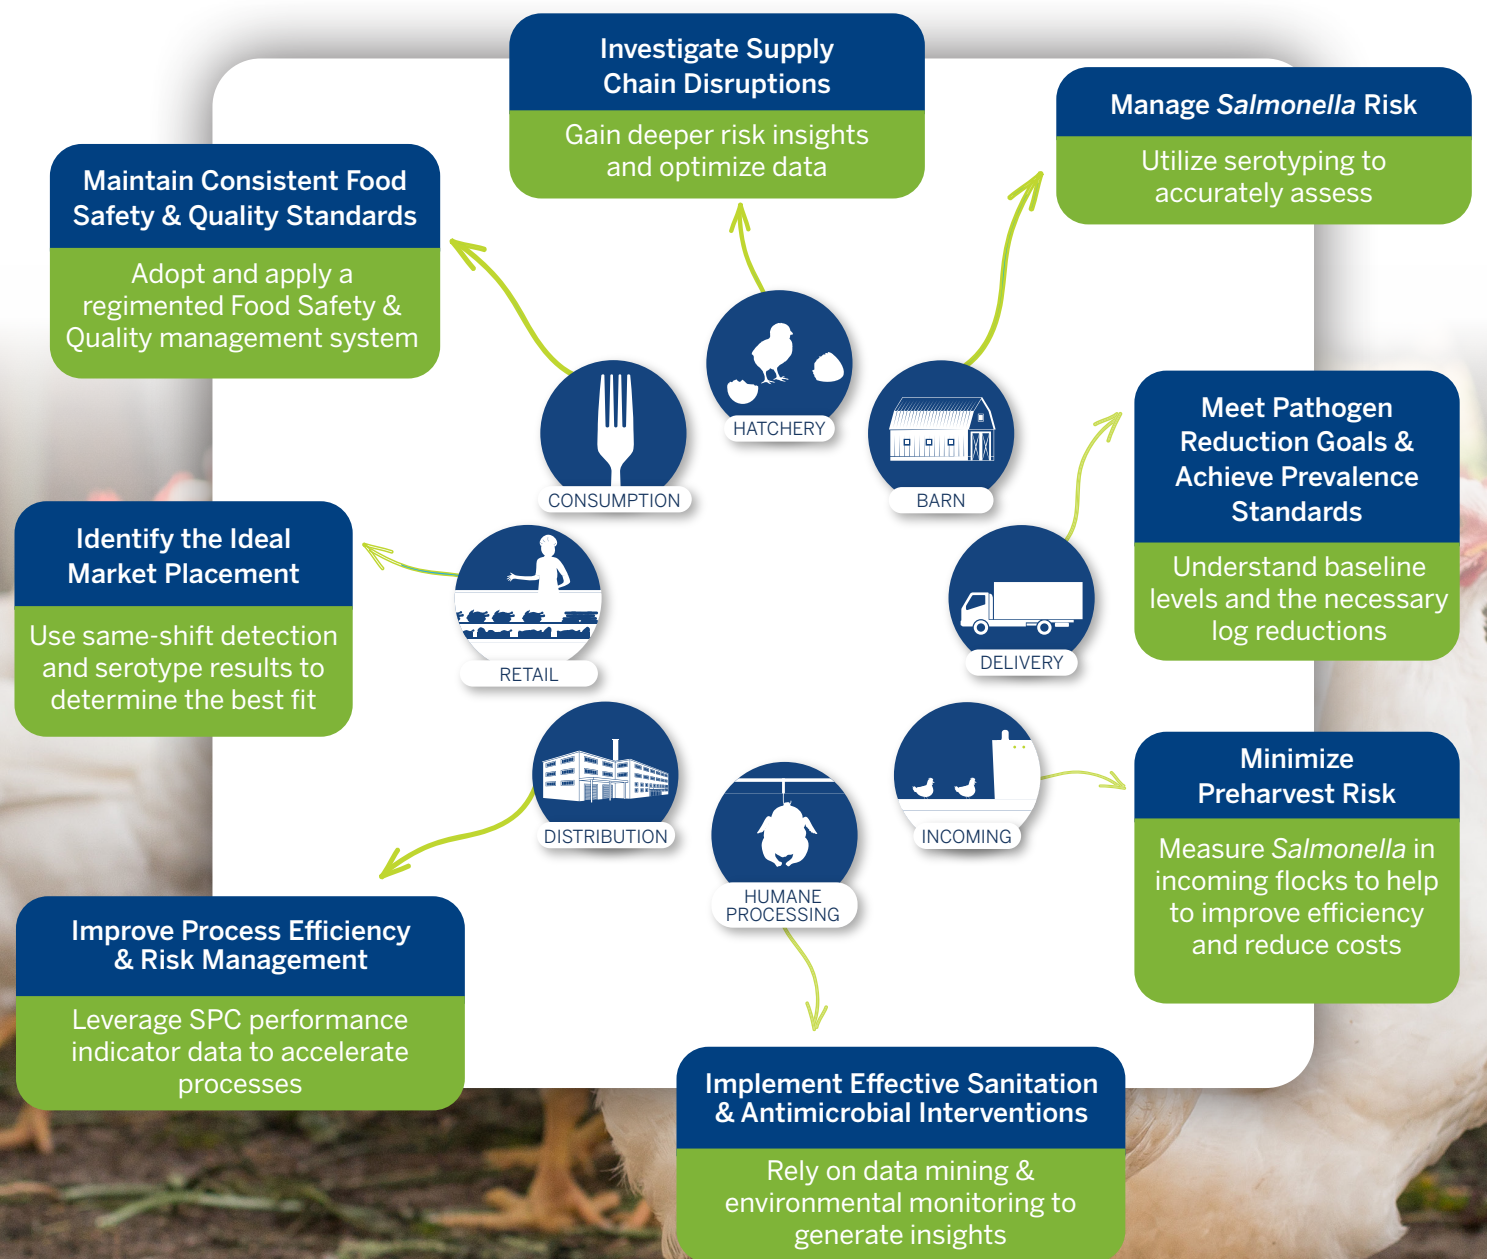 Investigate Supply
Chain Disruptions
Gain deeper risk insights
and optimize data
Manage Salmonella Risk
Utilize serotyping to
accurately assess
Maintain Consistent Food
Safety & Quality Standards
Adopt and apply a
regimented Food Safety &
Quality management system
HATCHERY
CONSUMPTION
BARN
Meet Pathogen
Reduction Goals &
Achieve Prevalence
Standards
Understand baseline
levels and the necessary
log reductions
Identify the Ideal
Market Placement
Use same-shift detection
and serotype results to
determine the best fit
RETAIL
DELIVERY
DISTRIBUTION
INCOMING
HUMANE
PROCESSING
Minimize
Preharvest Risk
Measure Salmonella in
incoming flocks to help
to improve efficiency
and reduce costs
Improve Process Efficiency
& Risk Management
Leverage SPC performance
indicator data to accelerate
processes
Implement Effective Sanitation
& Antimicrobial Interventions
Rely on data mining &
environmental monitoring to
generate insights